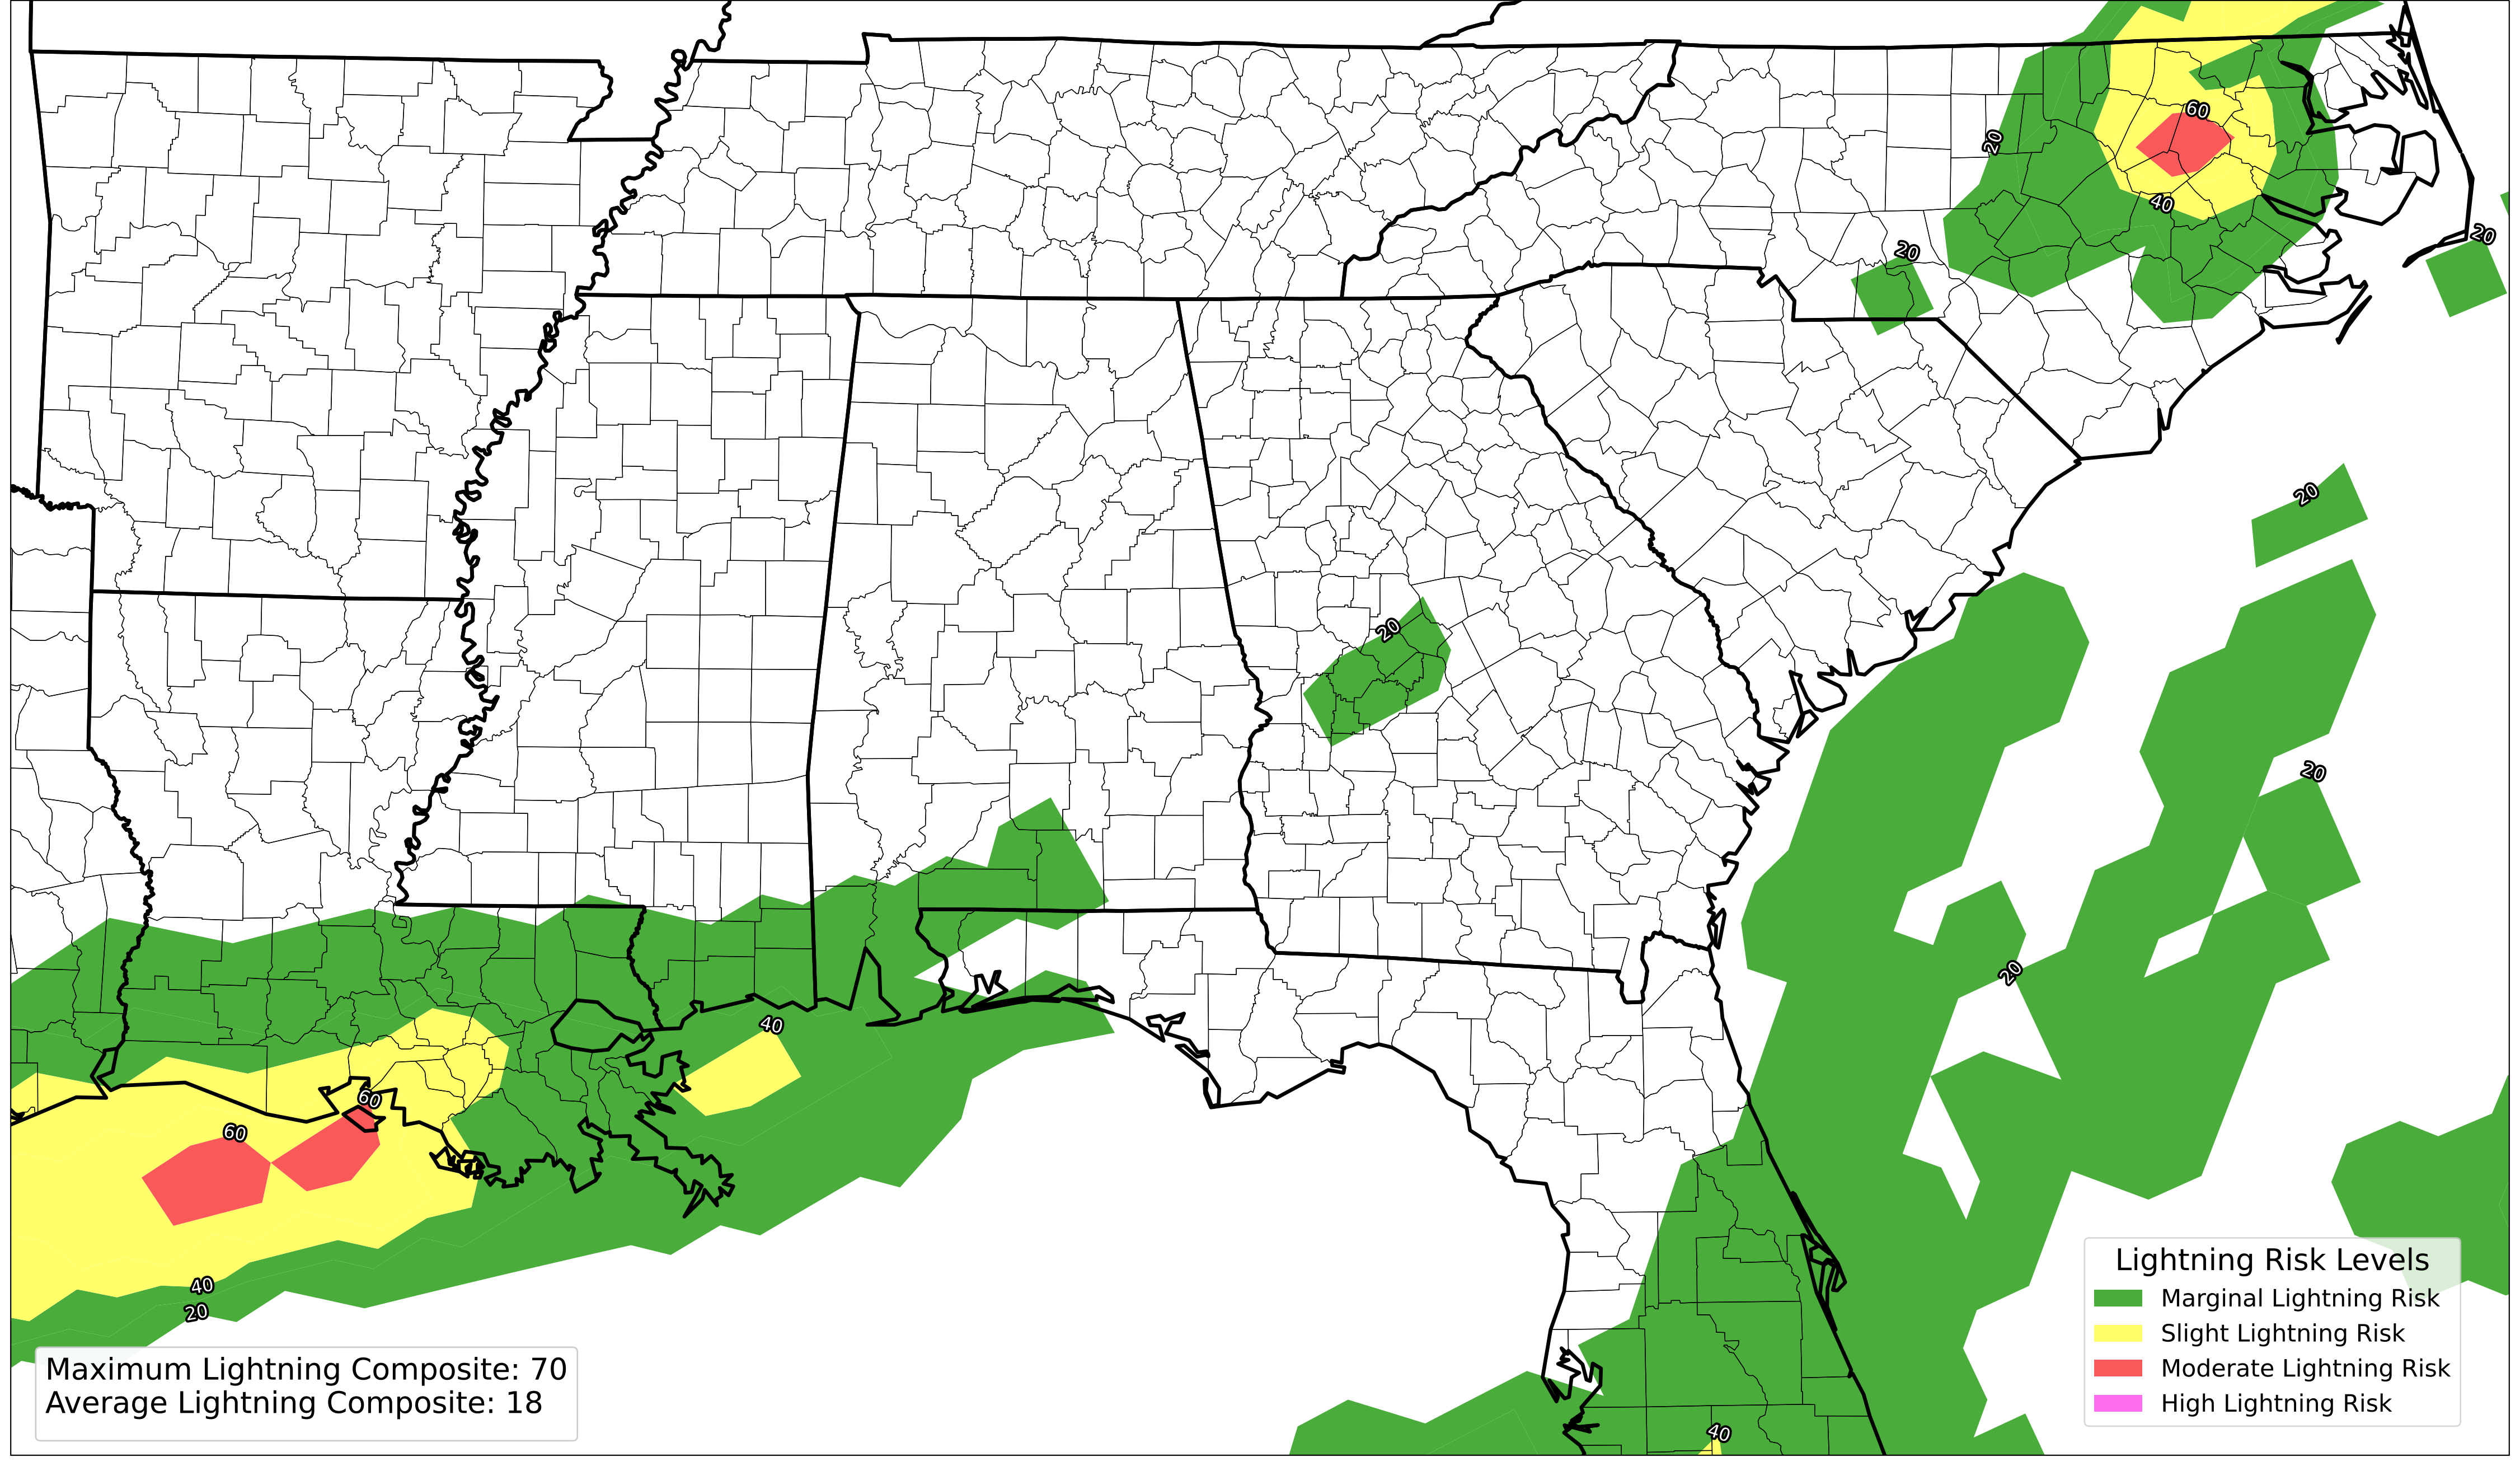 60
20
40
20
20
20
20
20
20
40
60
60
40
20
40
Maximum Lightning Composite: 70
Average Lightning Composite: 18
Lightning Risk Levels
Marginal Lightning Risk
Slight Lightning Risk
Moderate Lightning Risk
High Lightning Risk